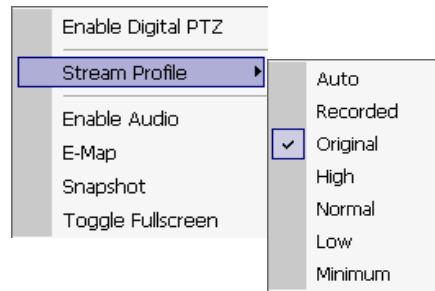 Enable Digital PTZ
Stream Profile
Enable Audio
E-Map
Snapshot
Toggle Fullscreen
Auto
Recorded
Original
High
Normal
Low
Minimum